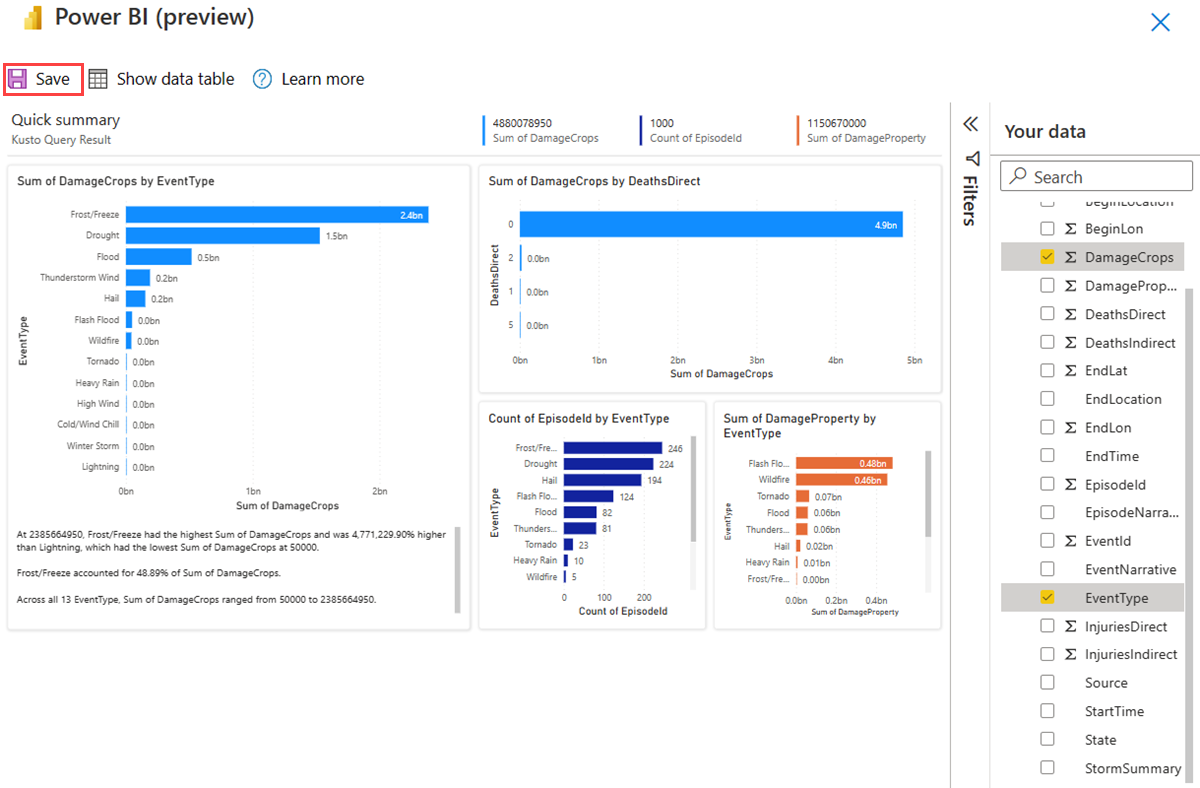 Power BI (preview)
Save
Show data table
Learn more
Quick summary
Kusto Query Result
4880078950
Sum of DamageCrops
1000
Count of EpisodeId
1150670000
Sum of DamageProperty
Sum of DamageCrops by EventType
EventType
Frost/Freeze 2.4bn
Drought 1.5bn
Flood 0.5bn
Thunderstorm Wind 0.2bn
Hail 0.2bn
Flash Flood 0.0bn
Wildfire 0.0bn
Tornado 0.0bn
Heavy Rain 0.0bn
High Wind 0.0bn
Cold/Wind Chill 0.0bn
Winter Storm 0.0bn
Lightning 0.0bn
0bn 1bn 2bn
Sum of DamageCrops
At 2385664950, Frost/Freeze had the highest Sum of DamageCrops and was 4,771,229.90% higher
than Lightning, which had the lowest Sum of DamageCrops at 50000.
Frost/Freeze accounted for 48.89% of Sum of DamageCrops.
Across all 13 EventType, Sum of DamageCrops ranged from 50000 to 2385664950.
Sum of DamageCrops by DeathsDirect
DeathsDirect
0 4.9bn
2 0.0bn
1 0.0bn
5 0.0bn
0bn 1bn 2bn 3bn 4bn 5bn
Sum of DamageCrops
Count of EpisodeId by EventType
EventType
Frost/Fre... 246
Drought 224
Hail 194
Flash Flo... 124
Flood 82
Thunders... 81
Tornado 23
Heavy Rain 10
Wildfire 5
0 100 200
Count of EpisodeId
Sum of DamageProperty by
EventType
EventType
Flash Flo... 0.48bn
Wildfire 0.46bn
Tornado 0.07bn
Flood 0.06bn
Thunders... 0.06bn
Hail 0.02bn
Heavy Rain 0.01bn
Frost/Fre... 0.00bn
0.0bn 0.2bn 0.4bn
Sum of DamageProperty
Filters
Your data
Search
BeginLocation
Σ BeginLon
Σ DamageCrops
Σ DamageProp...
Σ DeathsDirect
Σ DeathsIndirect
Σ EndLat
EndLocation
Σ EndLon
EndTime
Σ EpisodeId
EpisodeNarra...
Σ EventId
EventNarrative
EventType
Σ InjuriesDirect
Σ InjuriesIndirect
Source
StartTime
State
StormSummary